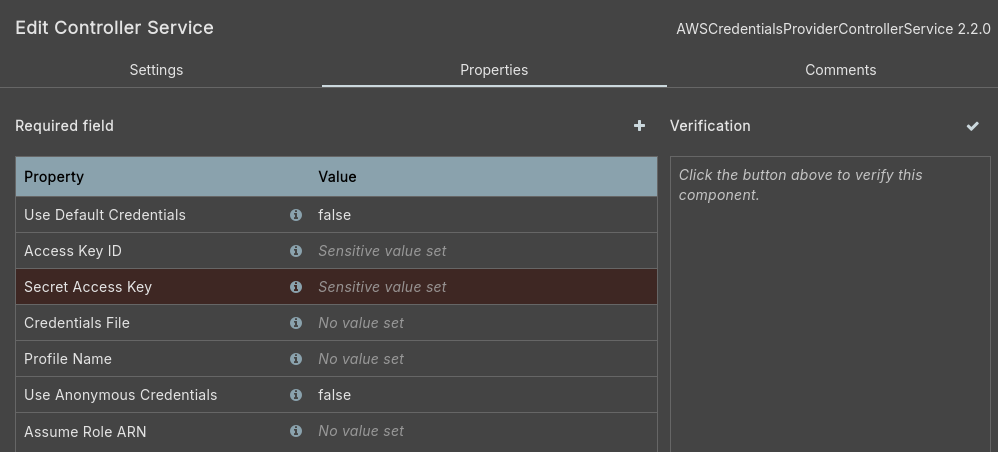 Edit Controller Service
AWSCredentialsProviderControllerService 2.2.0
Settings
Properties
Comments
Required field
Verification
Property Value
Click the button above to verify this
component.
Use Default Credentials false
Access Key ID Sensitive value set
Secret Access Key Sensitive value set
Credentials File No value set
Profile Name No value set
Use Anonymous Credentials false
Assume Role ARN No value set